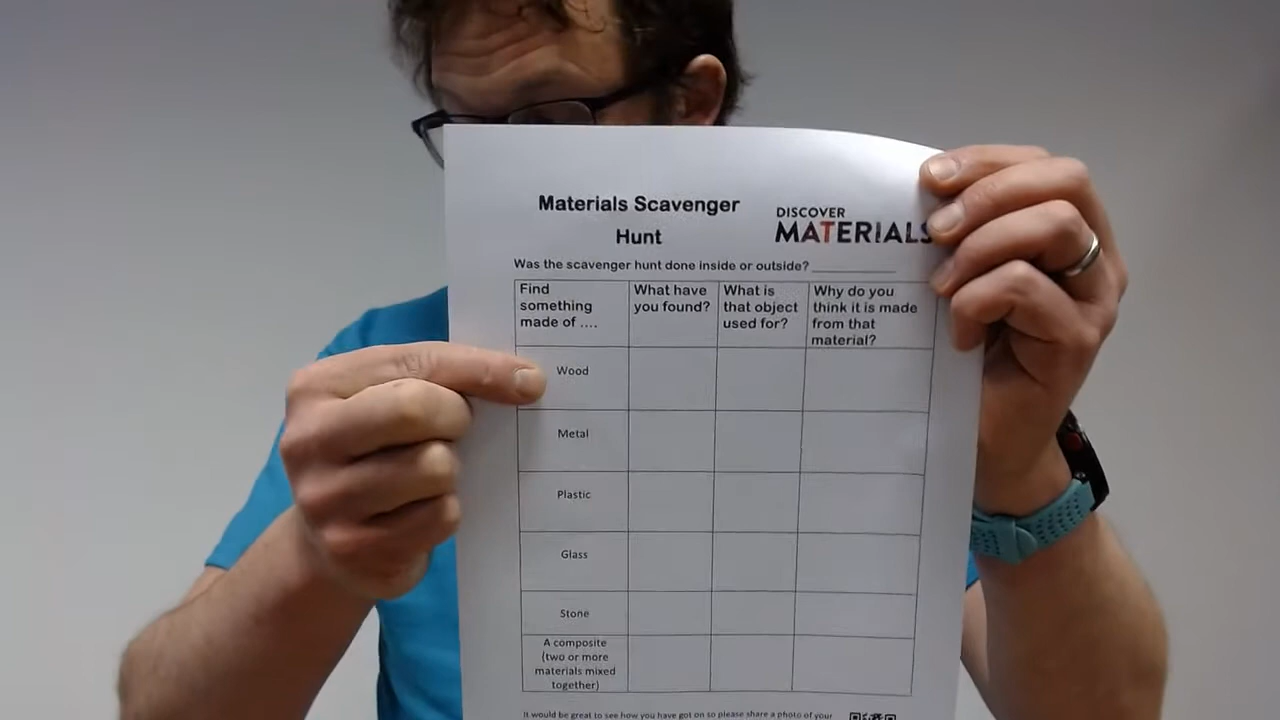 Materials Scavenger
Hunt
DISCOVER
MATERIALS
Was the scavenger hunt done inside or outside? ____________
Find
something
made of ....
What have
you found?
What is
that object
used for?
Why do you
think it is made
from that
material?
Wood
Metal
Plastic
Glass
Stone
A composite
(two or more
materials mixed
together)
It would be great to see how you have got on so please share a photo of your